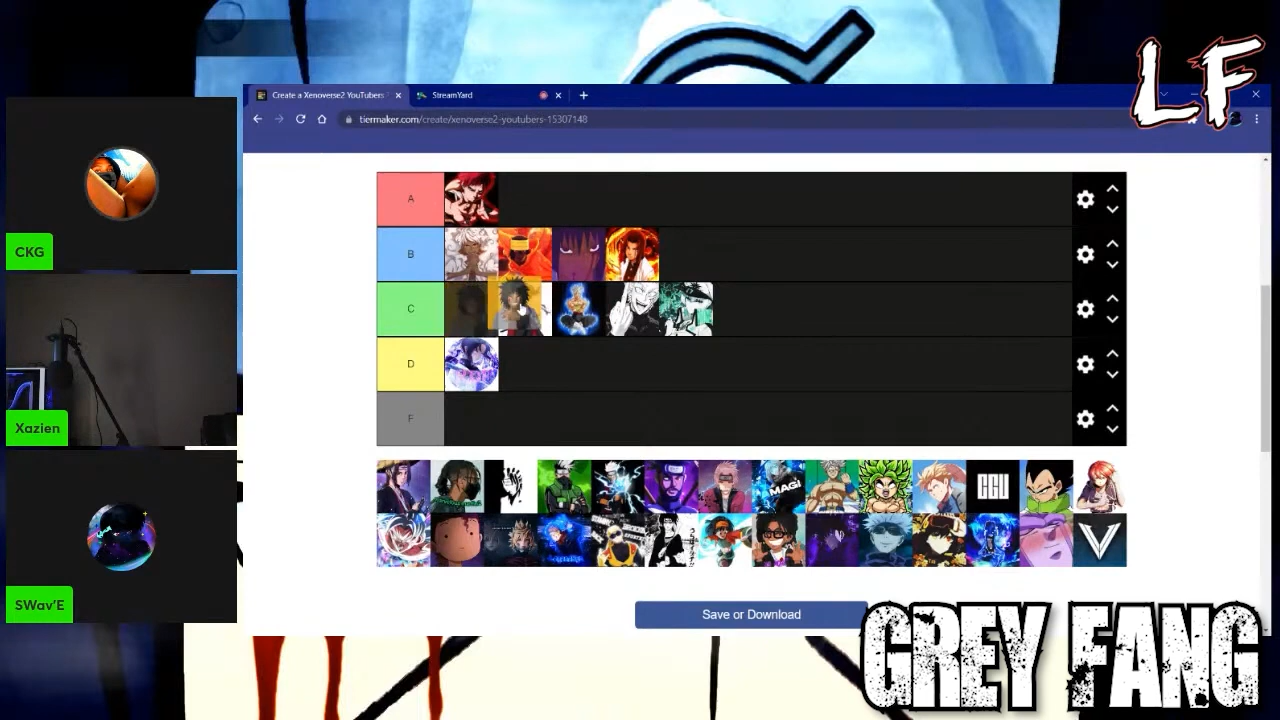 LF
Create a Xenoverse2 YouTubers
StreamYard
tiermaker.com/create/xenoverse2-youtubers-15307148
CKG
Xazien
SWav'E
A
B
C
D
F
MAGI
CCU
Save or Download
GREY FANG